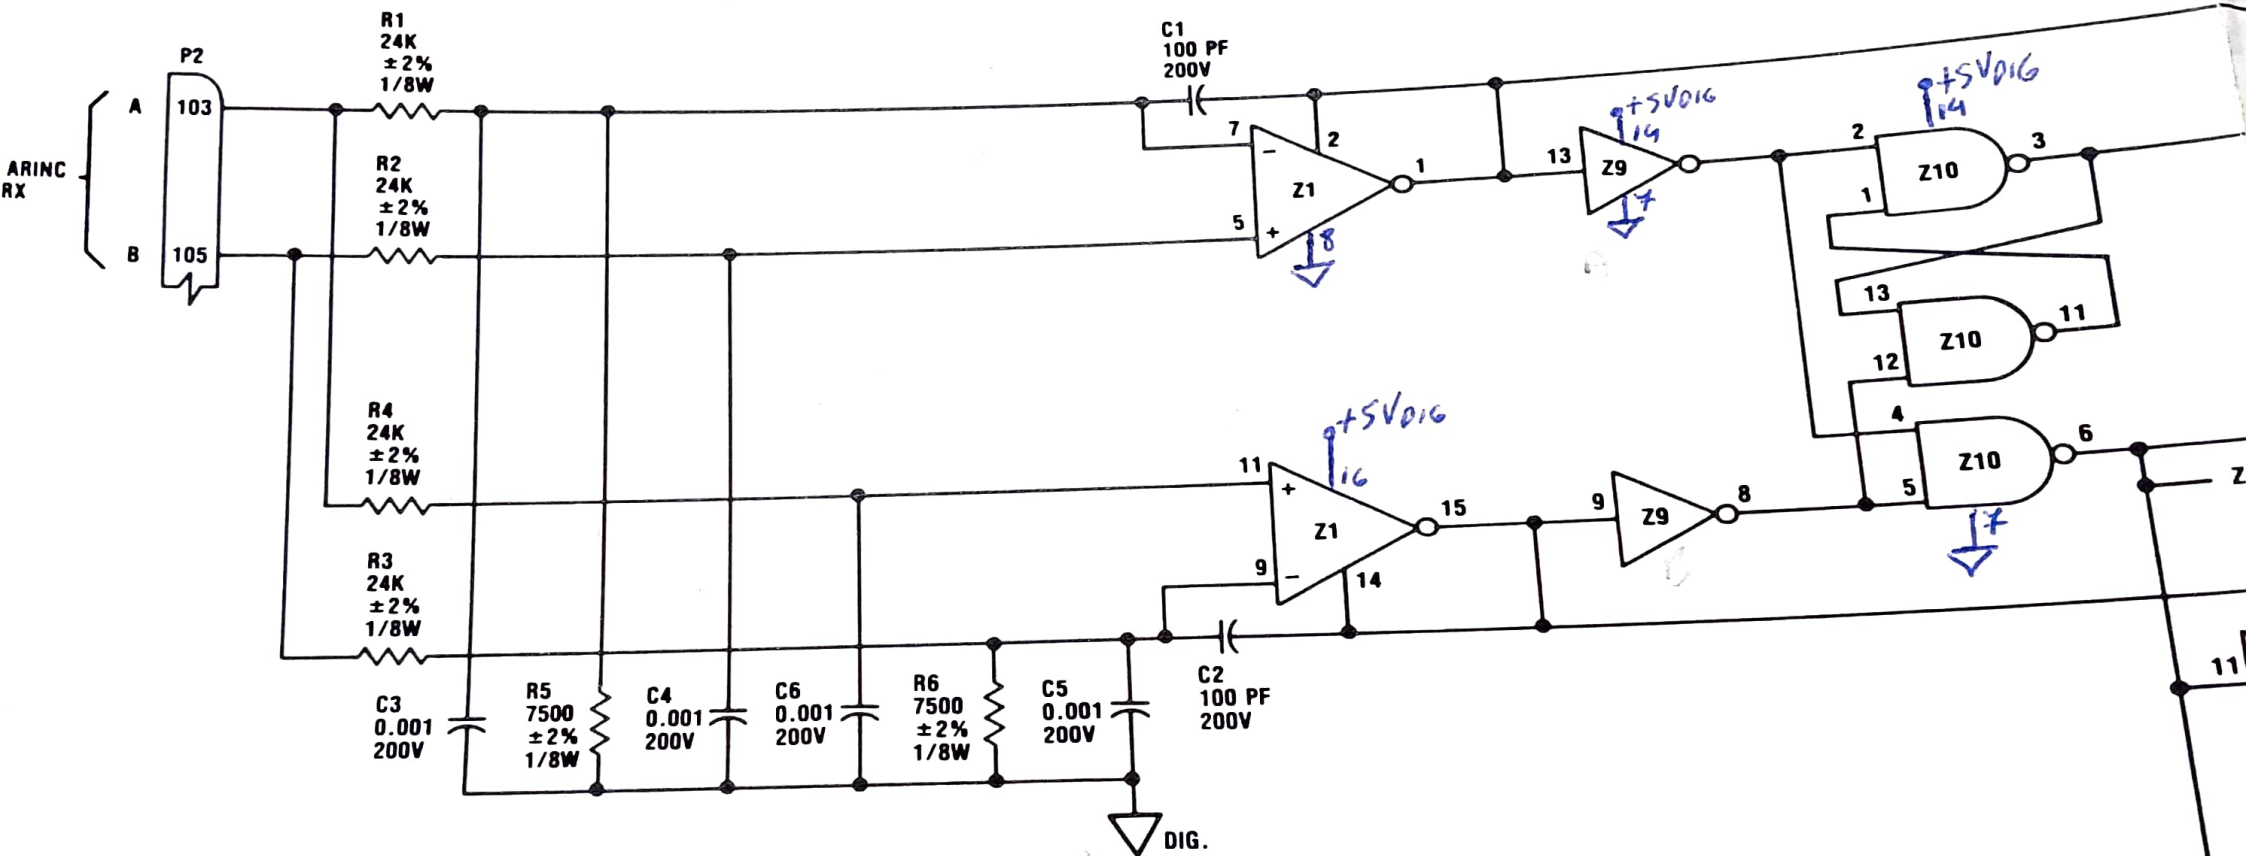 R1
24K
±2%
1/8W
P2
A
103
ARINC
RX
B
105
R2
24K
±2%
1/8W
C1
100 PF
200V
7
−
2
Z1
1
5
+
8
+5VDIG
14
13
Z9
7
+5VDIG
14
2
3
Z10
1
13
11
Z10
12
R4
24K
±2%
1/8W
+5VDIG
16
11
+
Z1
15
9
−
14
9
Z9
8
4
6
Z10
5
7
Z
R3
24K
±2%
1/8W
C3
0.001
200V
R5
7500
±2%
1/8W
C4
0.001
200V
C6
0.001
200V
R6
7500
±2%
1/8W
C5
0.001
200V
C2
100 PF
200V
11
DIG.